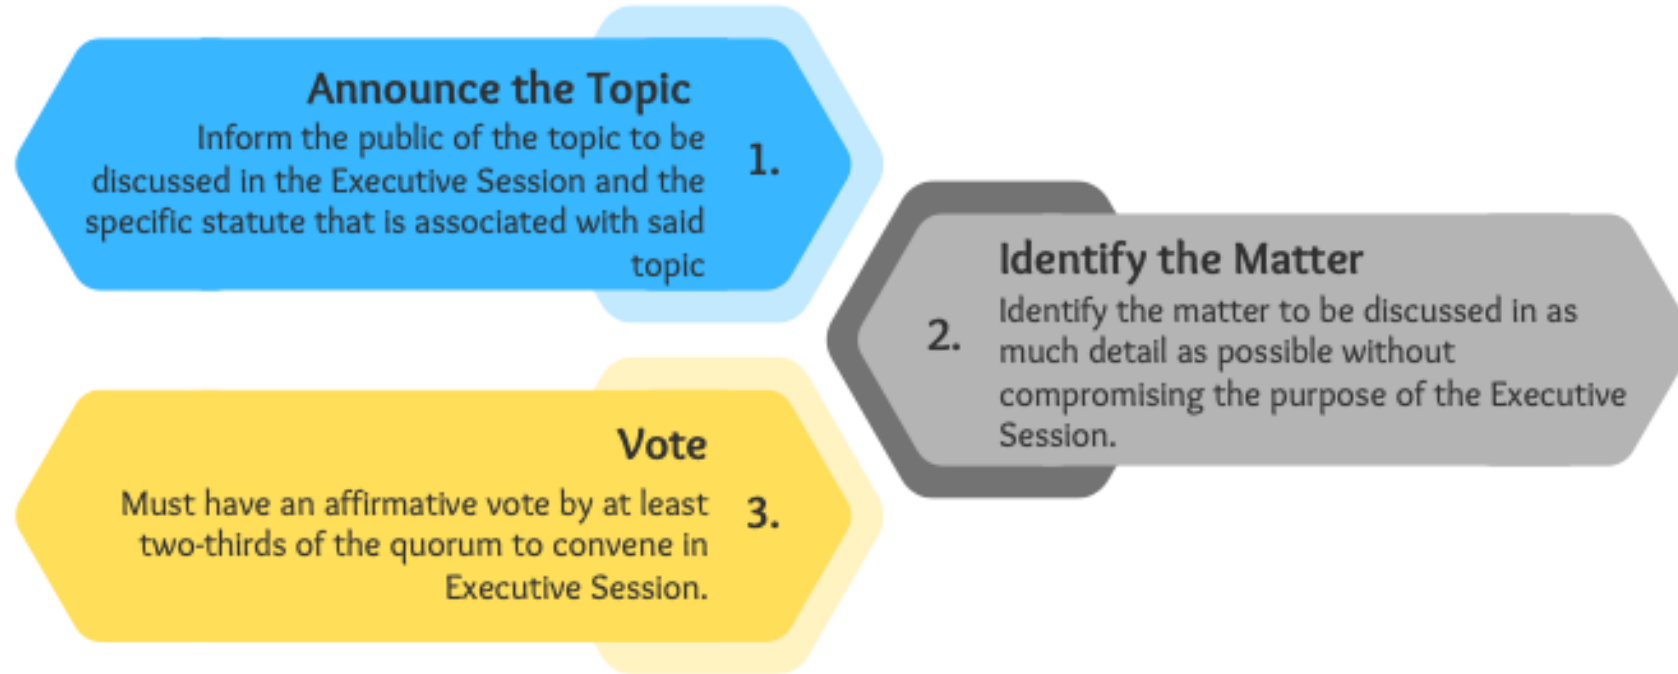 Announce the Topic
Inform the public of the topic to be
discussed in the Executive Session and the
specific statute that is associated with said
topic
1.
Identify the Matter
2.
Identify the matter to be discussed in as
much detail as possible without
compromising the purpose of the Executive
Session.
Vote
Must have an affirmative vote by at least
two-thirds of the quorum to convene in
Executive Session.
3.